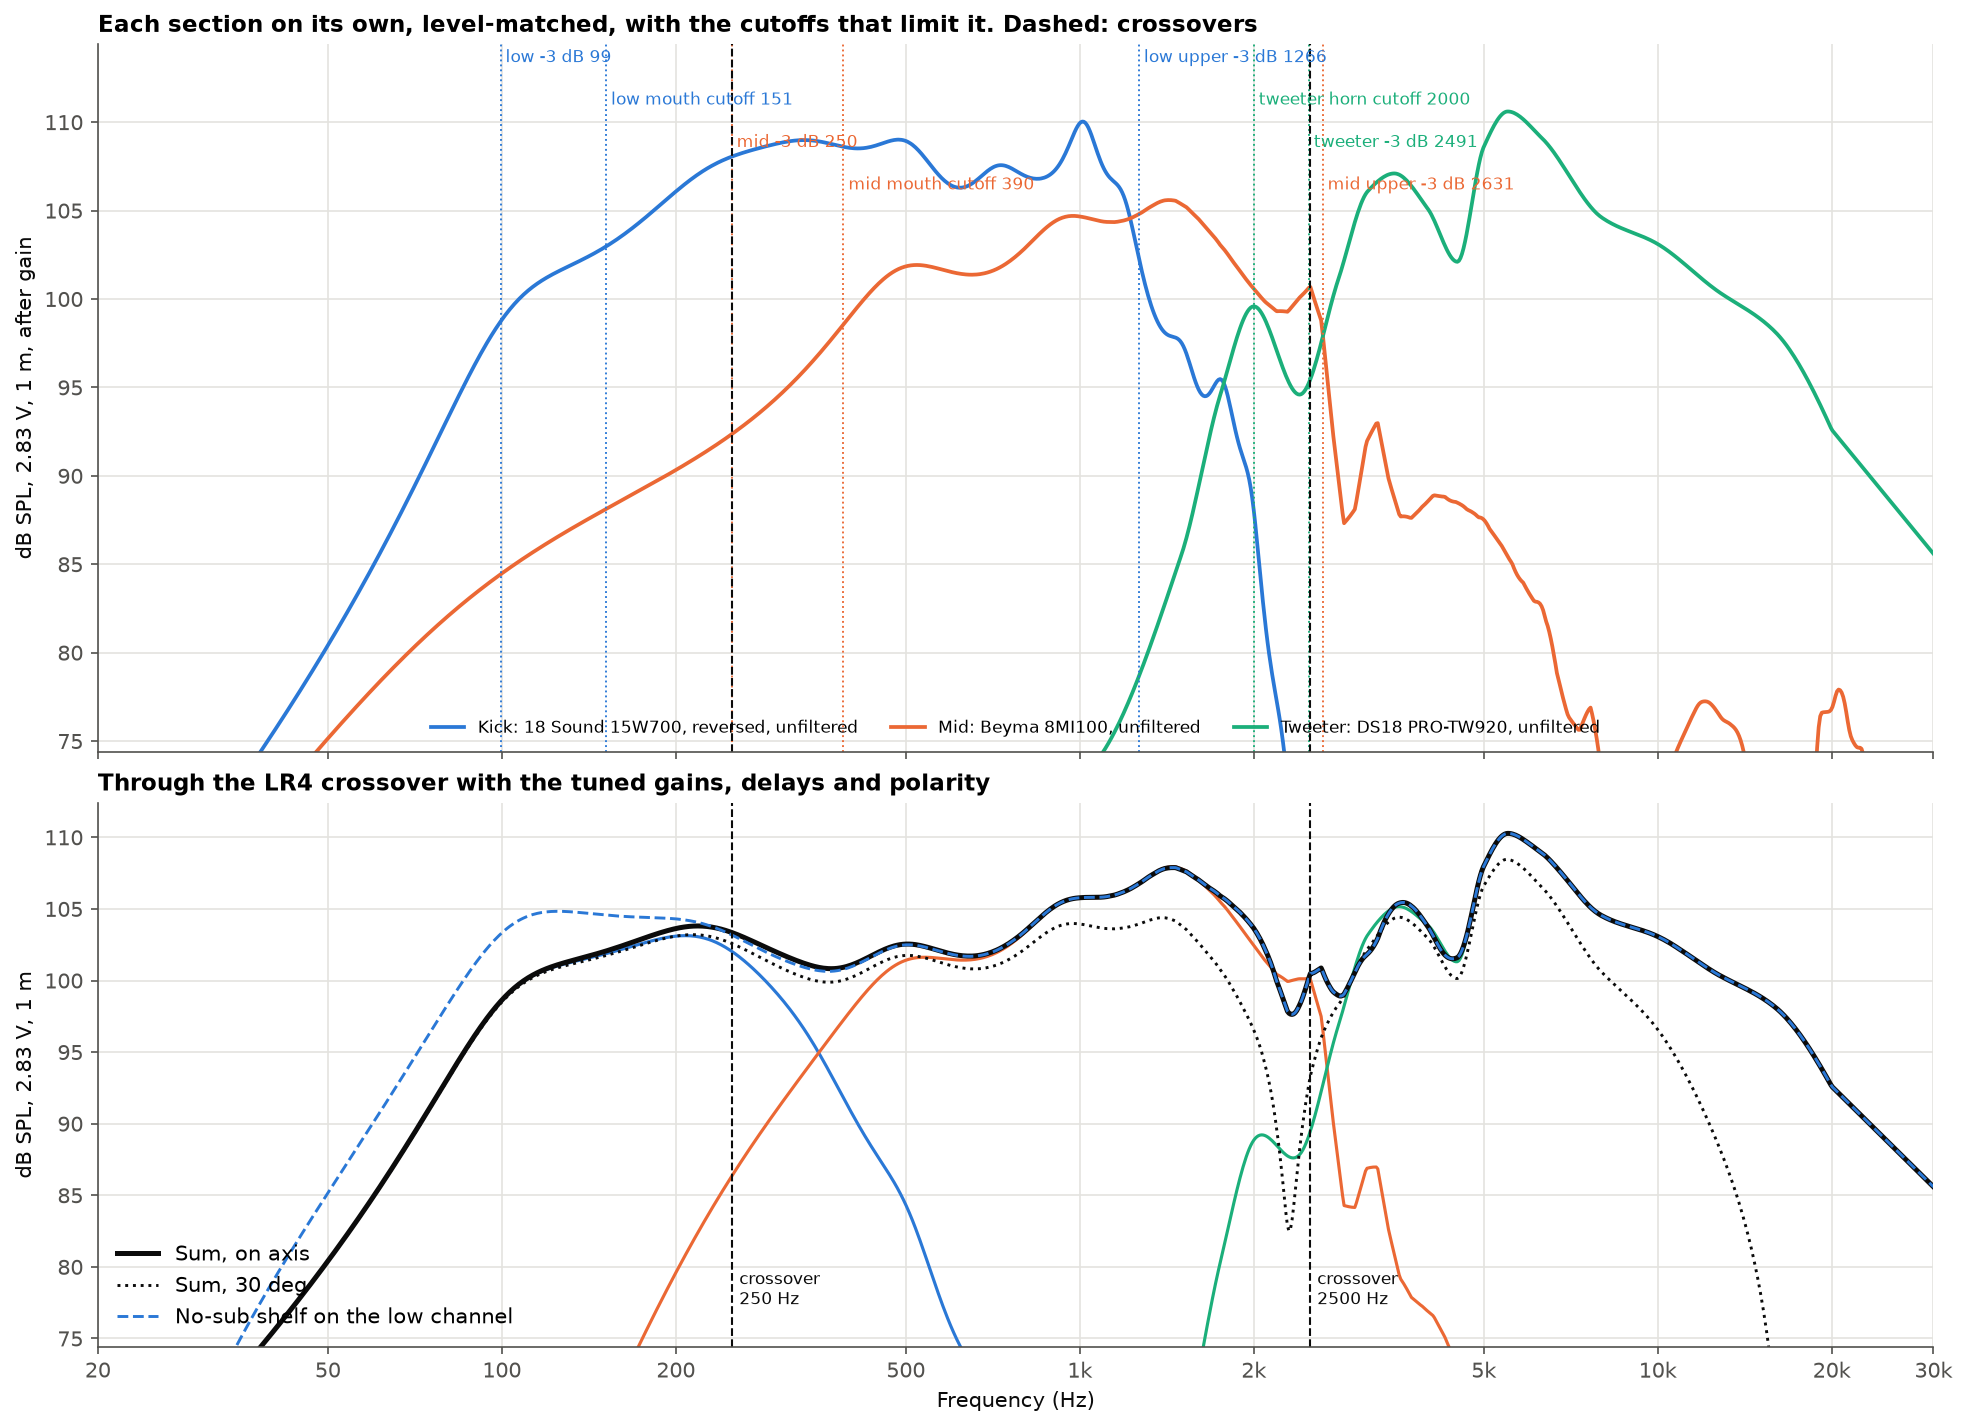 Each section on its own, level-matched, with the cutoffs that limit it. Dashed: crossovers
low -3 dB 99
low upper -3 dB 1266
low mouth cutoff 151
tweeter horn cutoff 2000
mid -3 dB 250
tweeter -3 dB 2491
mid mouth cutoff 390
mid upper -3 dB 2631
110
105
100
95
90
85
80
75
dB SPL, 2.83 V, 1 m, after gain
Kick: 18 Sound 15W700, reversed, unfiltered
Mid: Beyma 8MI100, unfiltered
Tweeter: DS18 PRO-TW920, unfiltered
Through the LR4 crossover with the tuned gains, delays and polarity
110
105
100
95
90
85
80
75
dB SPL, 2.83 V, 1 m
Sum, on axis
Sum, 30 deg
No-sub shelf on the low channel
crossover
250 Hz
crossover
2500 Hz
20
50
100
200
500
1k
2k
5k
10k
20k
30k
Frequency (Hz)